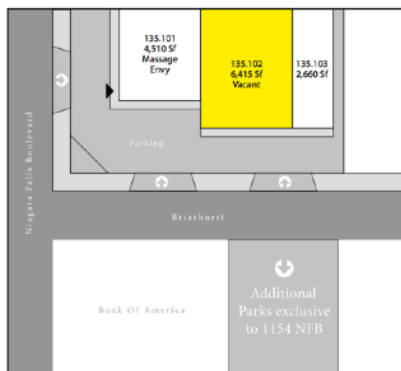 135.101
4,510 Sf
Massage
Envy
135.102
6,415 Sf
Vacant
135.103
2,660 Sf
Parking
Niagara Falls Boulevard
Briarhurst
Bank Of America
Additional
Parks exclusive
to 1154 NFB